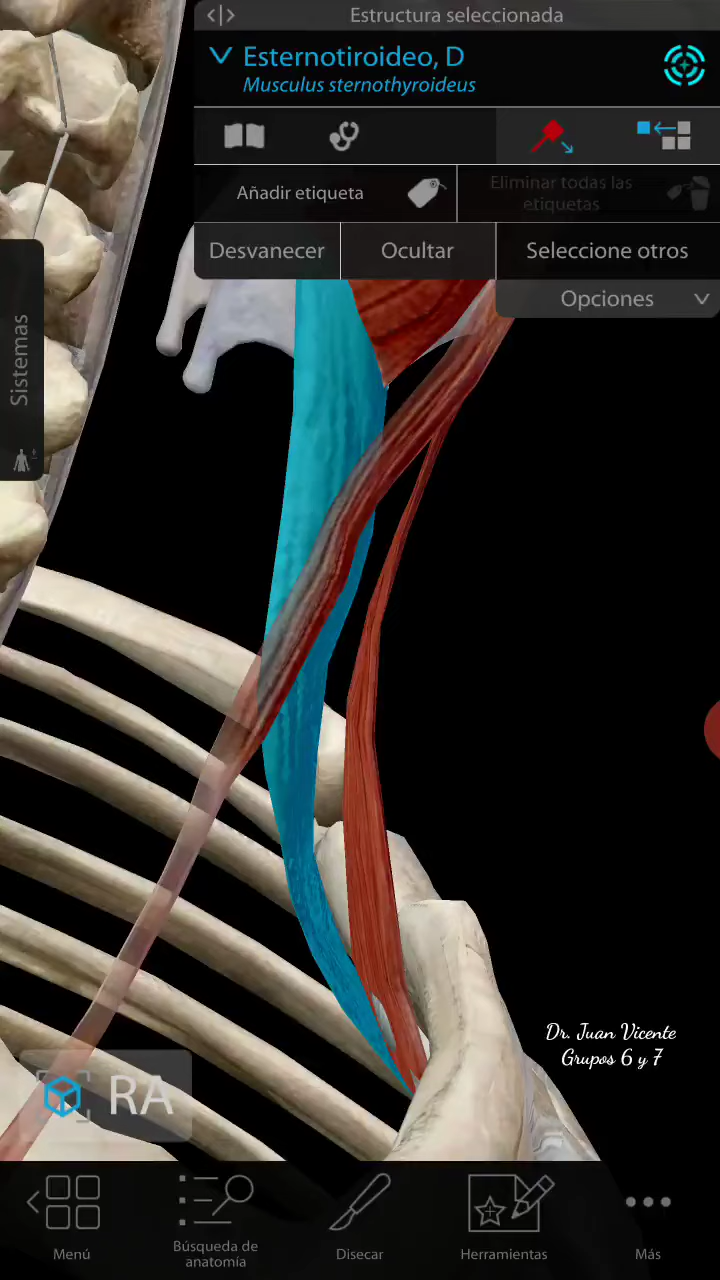 Estructura seleccionada
Esternotiroideo, D
Musculus sternothyroideus
Añadir etiqueta
Eliminar todas las
etiquetas
Desvanecer
Ocultar
Seleccione otros
Opciones
Sistemas
Dr. Juan Vicente
Grupos 6 y 7
RA
Menú
Búsqueda de
anatomía
Disecar
Herramientas
Más